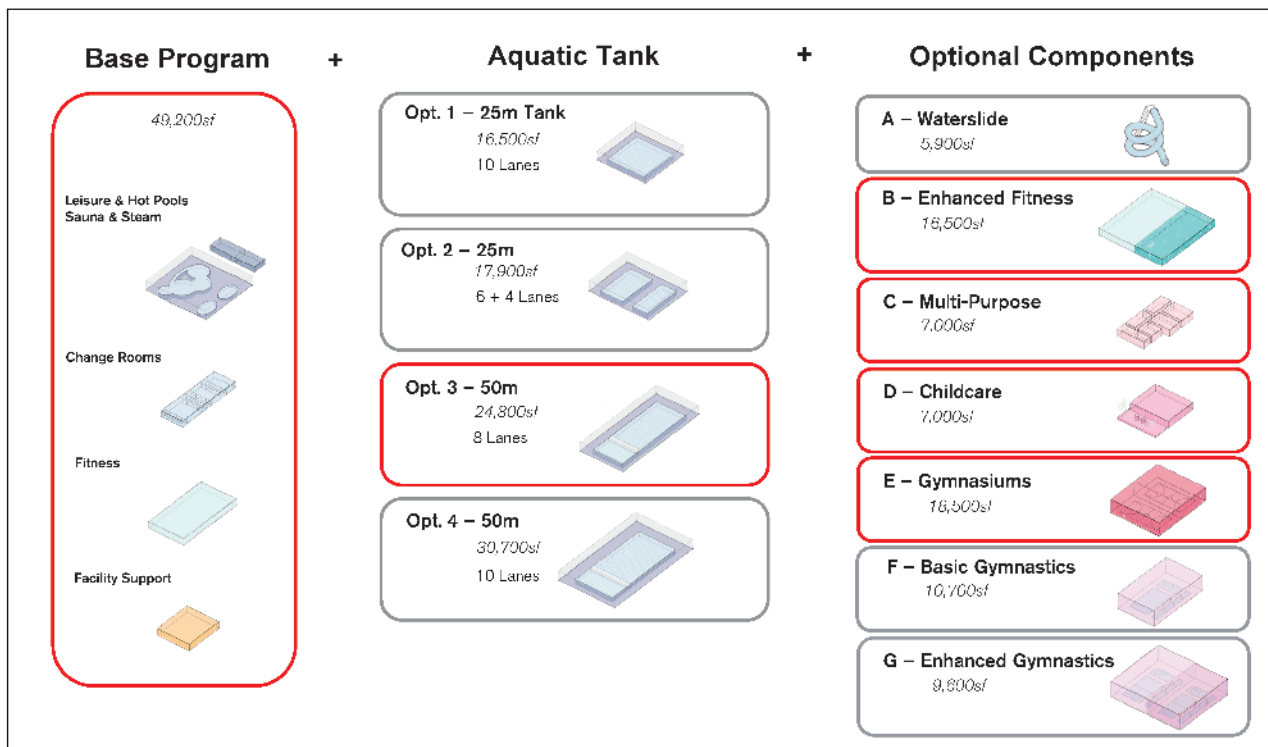 Base Program + Aquatic Tank + Optional Components
49,200sf
Leisure & Hot Pools
Sauna & Steam
Change Rooms
Fitness
Facility Support
Opt. 1 – 25m Tank
16,500sf
10 Lanes
Opt. 2 – 25m
17,900sf
6 + 4 Lanes
Opt. 3 – 50m
24,800sf
8 Lanes
Opt. 4 – 50m
30,700sf
10 Lanes
A – Waterslide
5,900sf
B – Enhanced Fitness
16,500sf
C – Multi-Purpose
7,000sf
D – Childcare
7,000sf
E – Gymnasiums
18,500sf
F – Basic Gymnastics
10,700sf
G – Enhanced Gymnastics
9,600sf